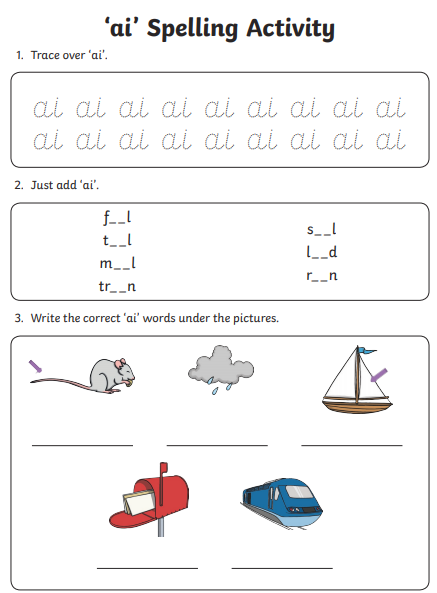 ‘ai’ Spelling Activity
1. Trace over ‘ai’.
ai ai ai ai ai ai ai ai ai
ai ai ai ai ai ai ai ai ai
2. Just add ‘ai’.
f__l
t__l
m__l
tr__n
s__l
l__d
r__n
3. Write the correct ‘ai’ words under the pictures.